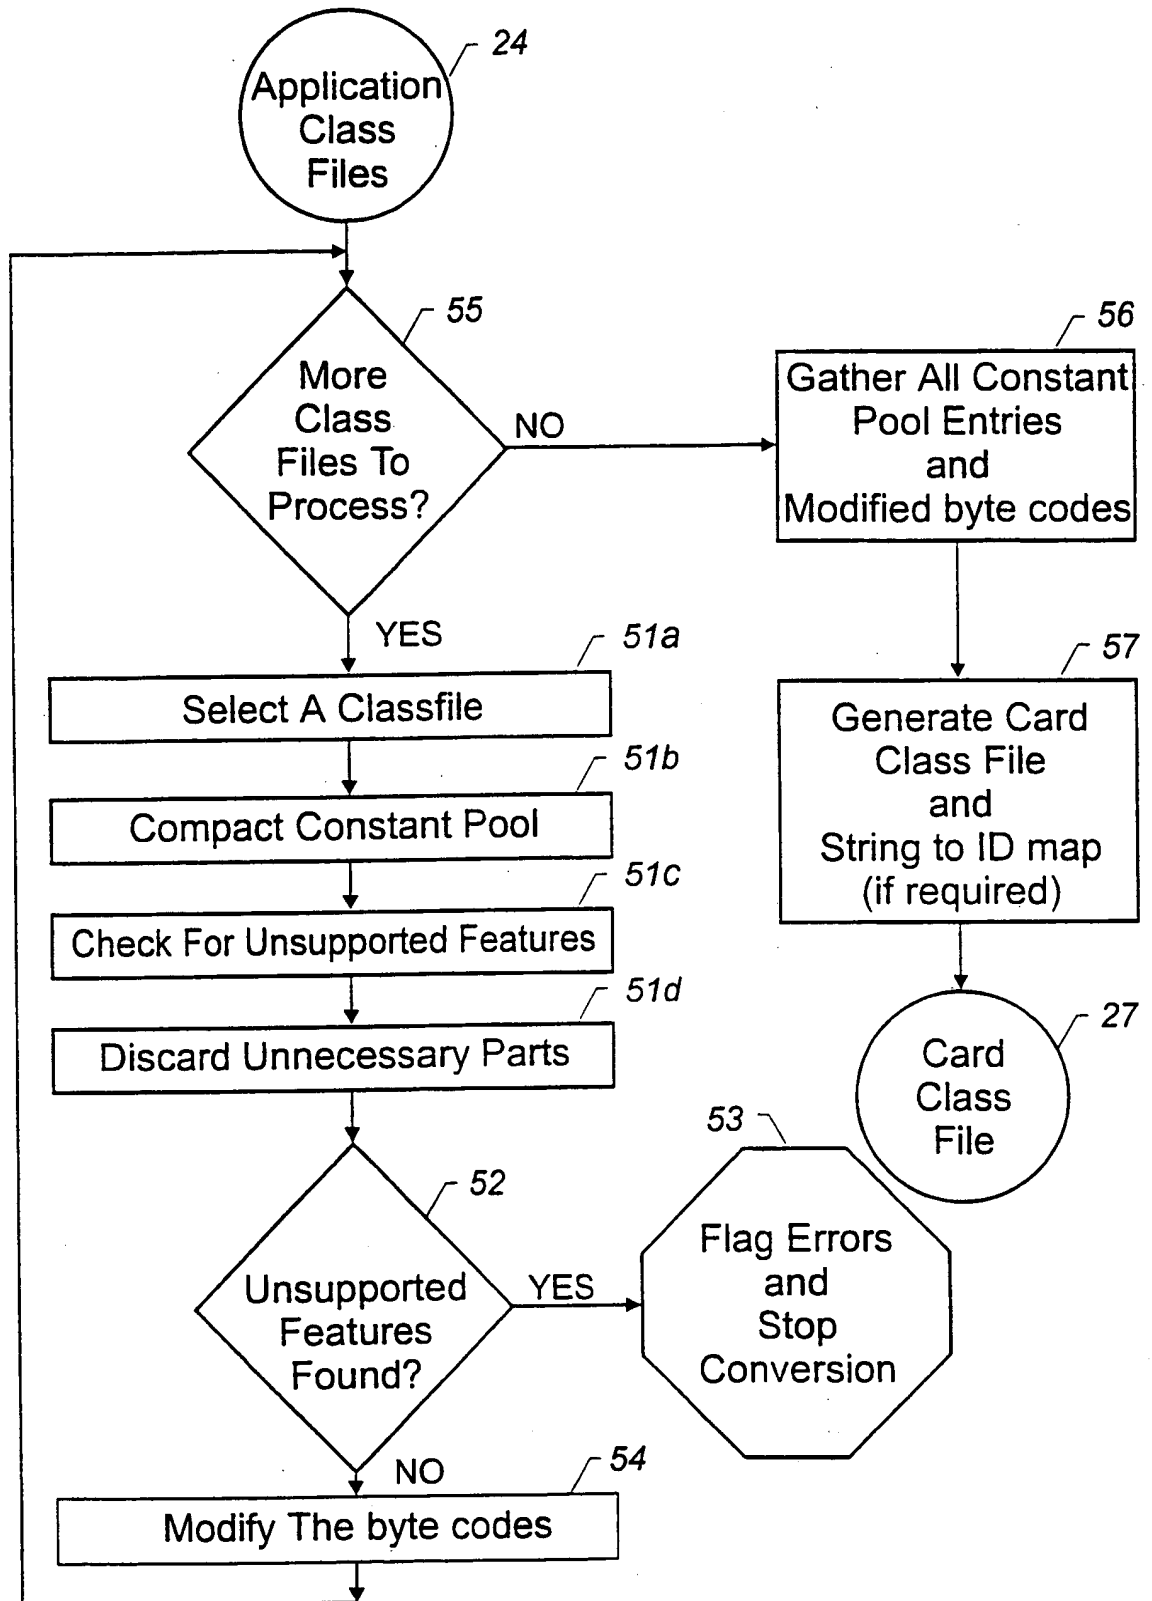 24
Application
Class
Files
55
More
Class
Files To
Process?
NO
56
Gather All Constant
Pool Entries
and
Modified byte codes
YES
51a
Select A Classfile
57
Generate Card
Class File
and
String to ID map
(if required)
51b
Compact Constant Pool
51c
Check For Unsupported Features
51d
Discard Unnecessary Parts
27
Card
Class
File
52
Unsupported
Features
Found?
YES
53
Flag Errors
and
Stop
Conversion
NO
54
Modify The byte codes